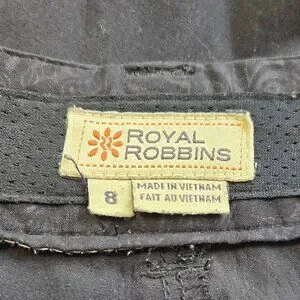 ROYAL
ROBBINS
8
MADE IN VIETNAM
FAIT AU VIETNAM